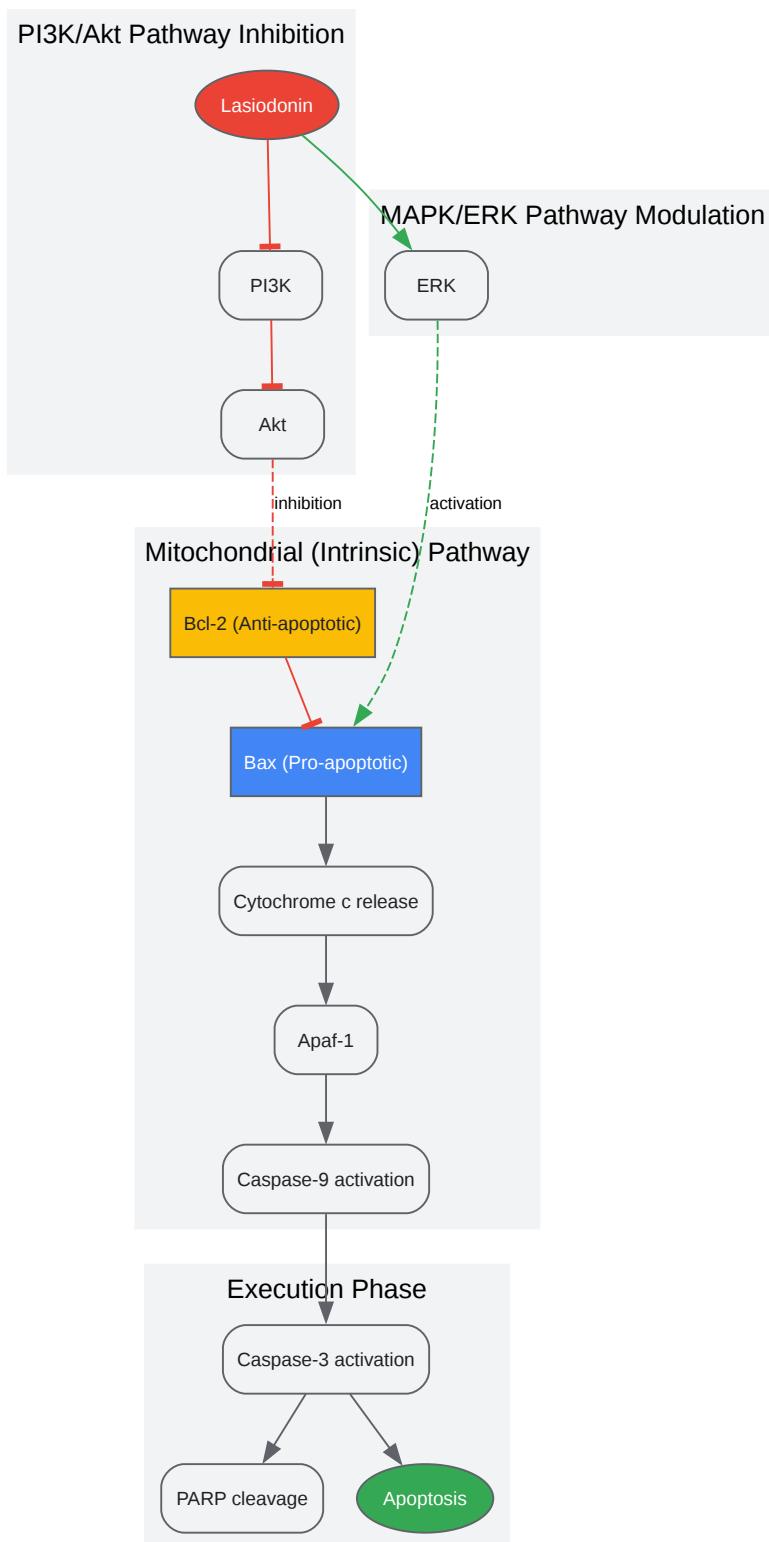 PI3K/Akt Pathway Inhibition
Lasiodonin
MAPK/ERK Pathway Modulation
PI3K
ERK
Akt
inhibition
activation
Mitochondrial (Intrinsic) Pathway
Bcl-2 (Anti-apoptotic)
Bax (Pro-apoptotic)
Cytochrome c release
Apaf-1
Caspase-9 activation
Execution Phase
Caspase-3 activation
PARP cleavage
Apoptosis